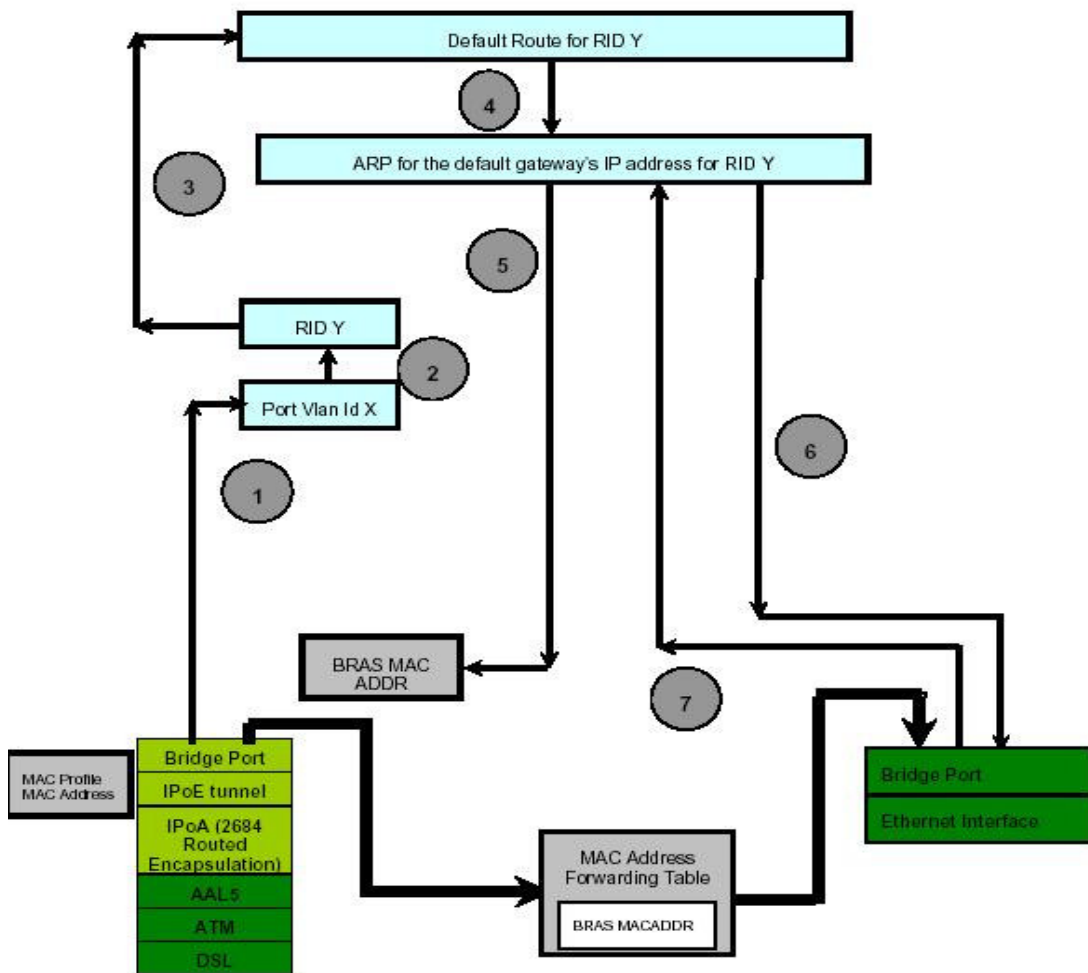 Default Route for RID Y
4
ARP for the default gateway's IP address for RID Y
3
5
RID Y
2
Port Vlan Id X
6
1
BRAS MAC
ADDR
7
MAC Profile
MAC Address
Bridge Port
IPoE tunnel
IPoA (2684
Routed
Encapsulation)
AAL5
ATM
DSL
MAC Address
Forwarding Table
BRAS MACADDR
Bridge Port
Ethernet Interface